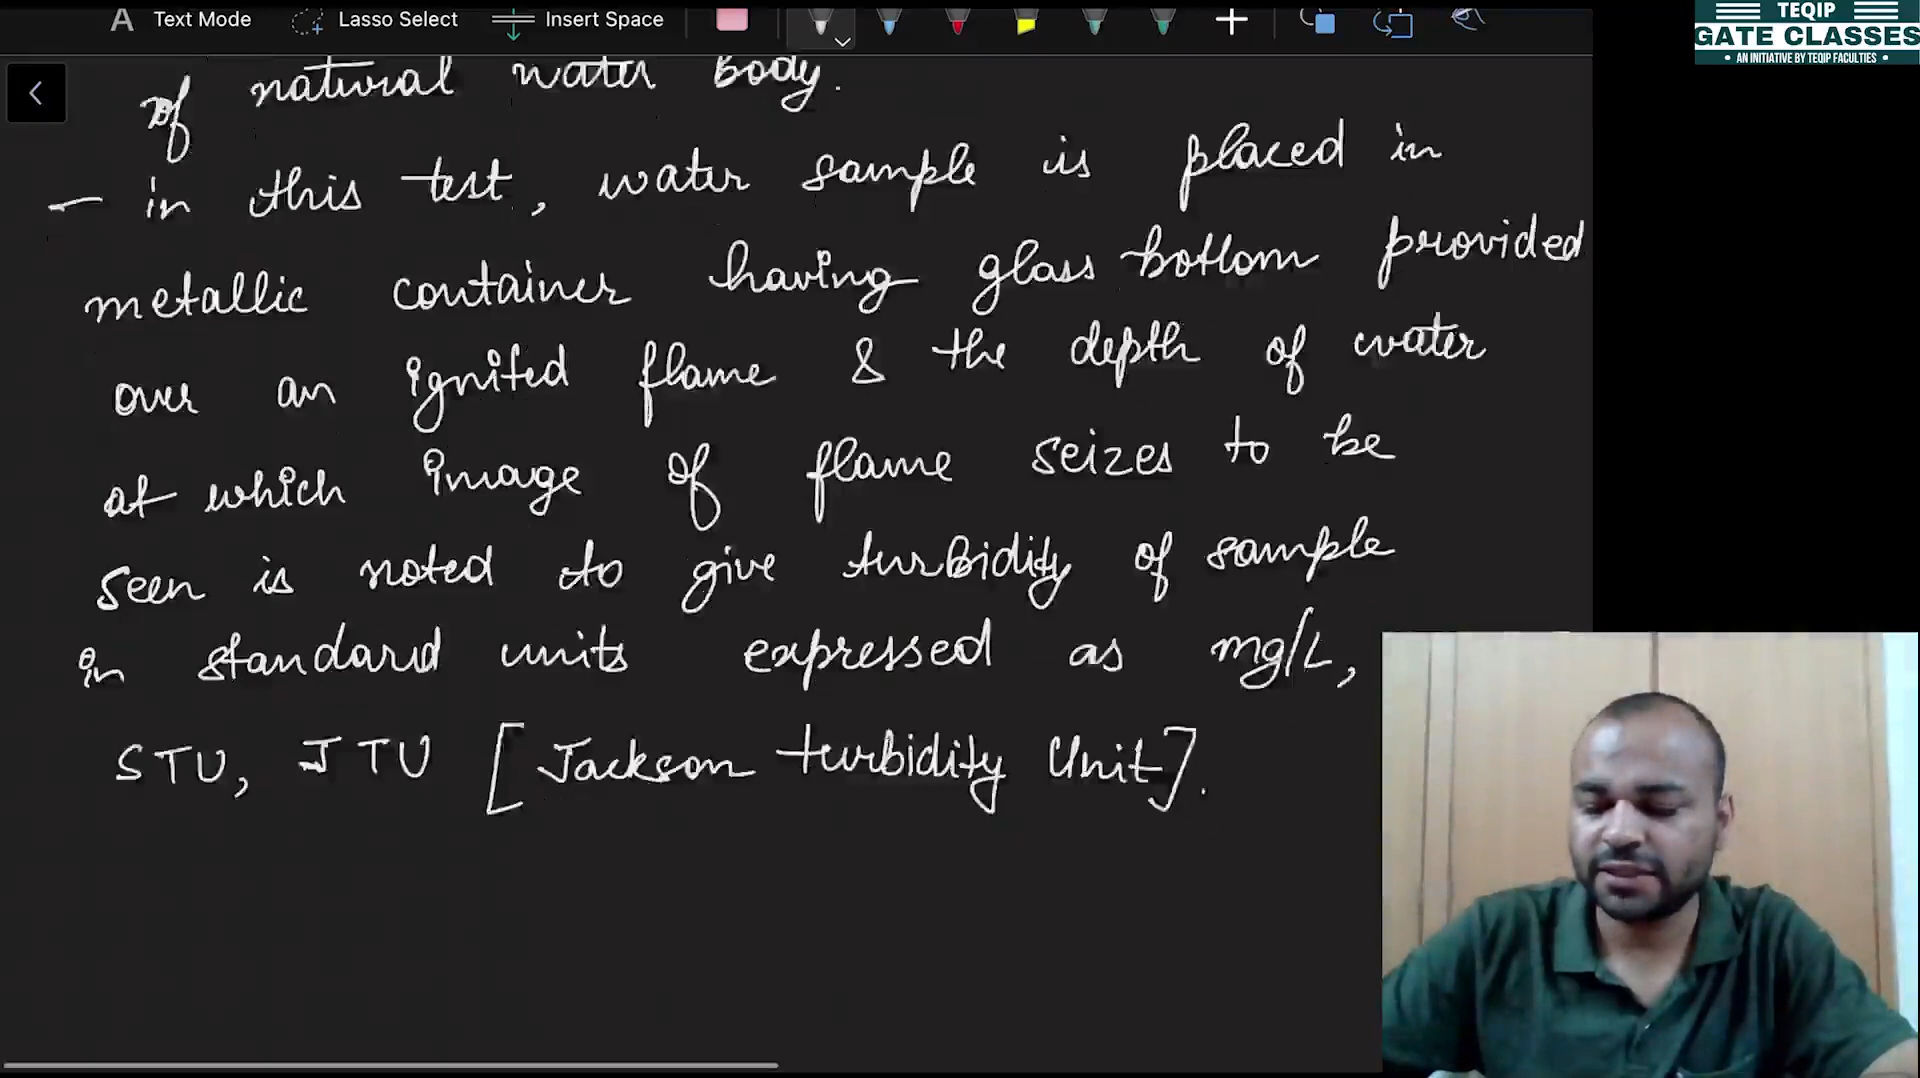 Text Mode Lasso Select Insert Space
TEQIP
GATE CLASSES
• AN INITIATIVE BY TEQIP FACULTIES •
of natural water body.
– in this test, water sample is placed in
metallic container having glass bottom provided
over an ignited flame & the depth of water
at which image of flame seizes to be
seen is noted to give turbidity of sample
in standard units expressed as mg/L,
STU, JTU [Jackson turbidity Unit].